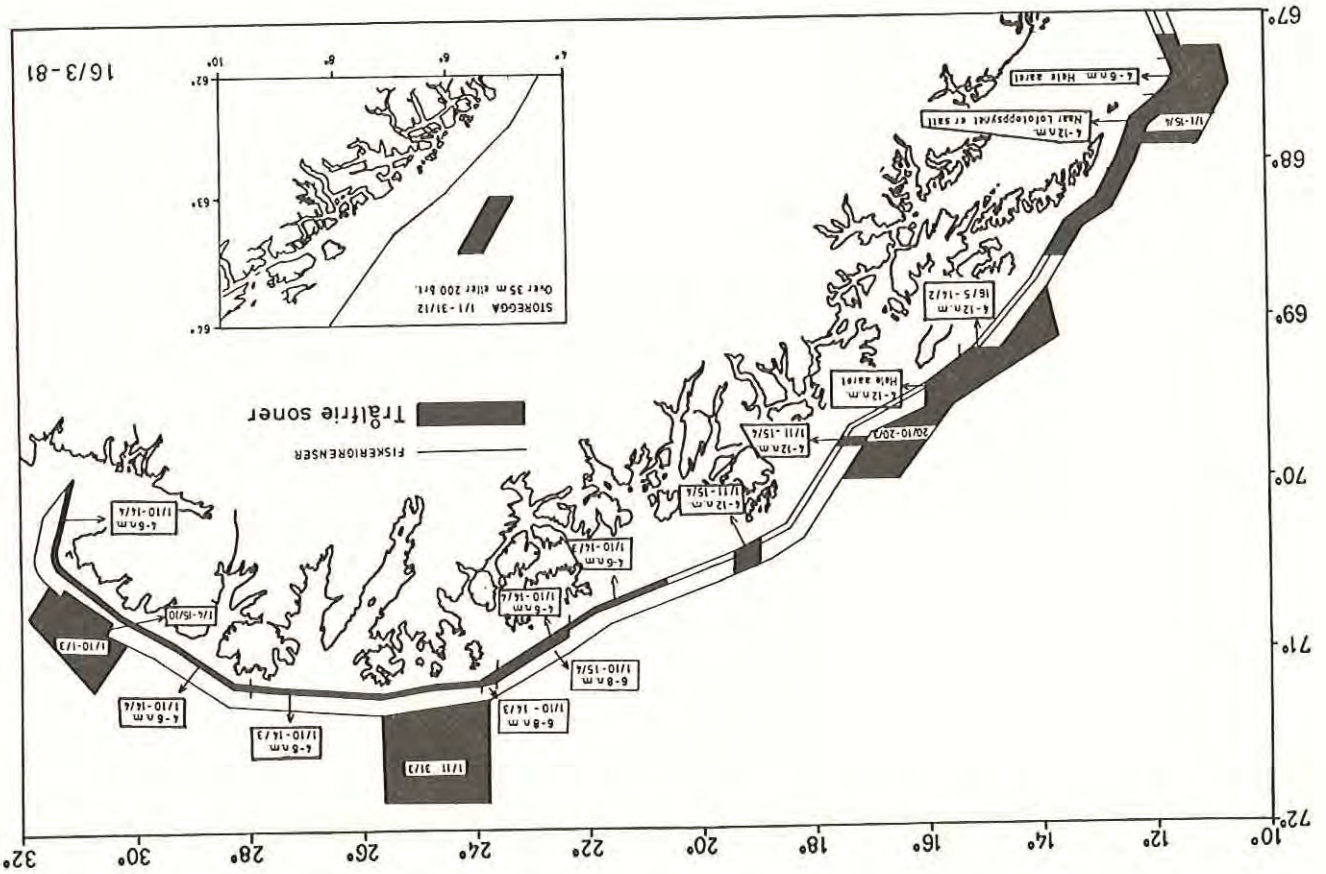 10°
12°
14°
16°
18°
20°
22°
24°
26°
28°
30°
32°
72°
1/11-31/3
4-6n.m
1/10-14/3
6-8n.m
1/10-14/3
4-6n.m
1/10-14/4
6-8n.m
1/10-15/4
71°
1/10-1/3
1/4-15/10
4-6n.m
1/10-14/4
4-6n.m
1/10-14/3
4-6n.m
1/10-14/4
4-12n.m.
1/11-15/4
70°
20/10-20/3
4-12n.m.
1/11-15/4
FISKERIGRENSER
Trålfrie soner
4-12n.m.
Hele aaret
69°
4-12n.m.
16/5-14/2
STOREGGA 1/1-31/12
Over 35 m eller 200 brt.
64°
63°
62°
4°
6°
8°
10°
68°
1/1-15/4
4-12n.m.
Naar Lofotoppsynet er satt
4-6n.m. Hele aaret
67°
16/3-81